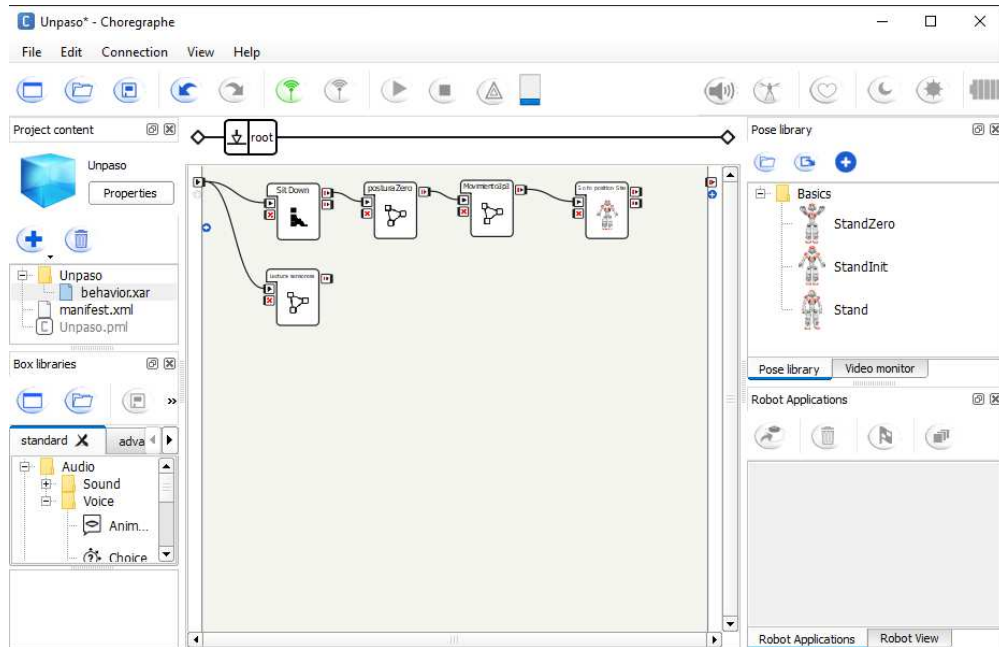 Unpaso* - Choregraphe
File Edit Connection View Help
Project content
Unpaso
Properties
Unpaso
behavior.xar
manifest.xml
Unpaso.pml
Box libraries
standard
adva
Audio
Sound
Voice
Anim...
Choice
root
Sit Down
posturaZero
Lectura sensores
Pose library
Basics
StandZero
StandInit
Stand
Pose library
Video monitor
Robot Applications
Robot Applications
Robot View